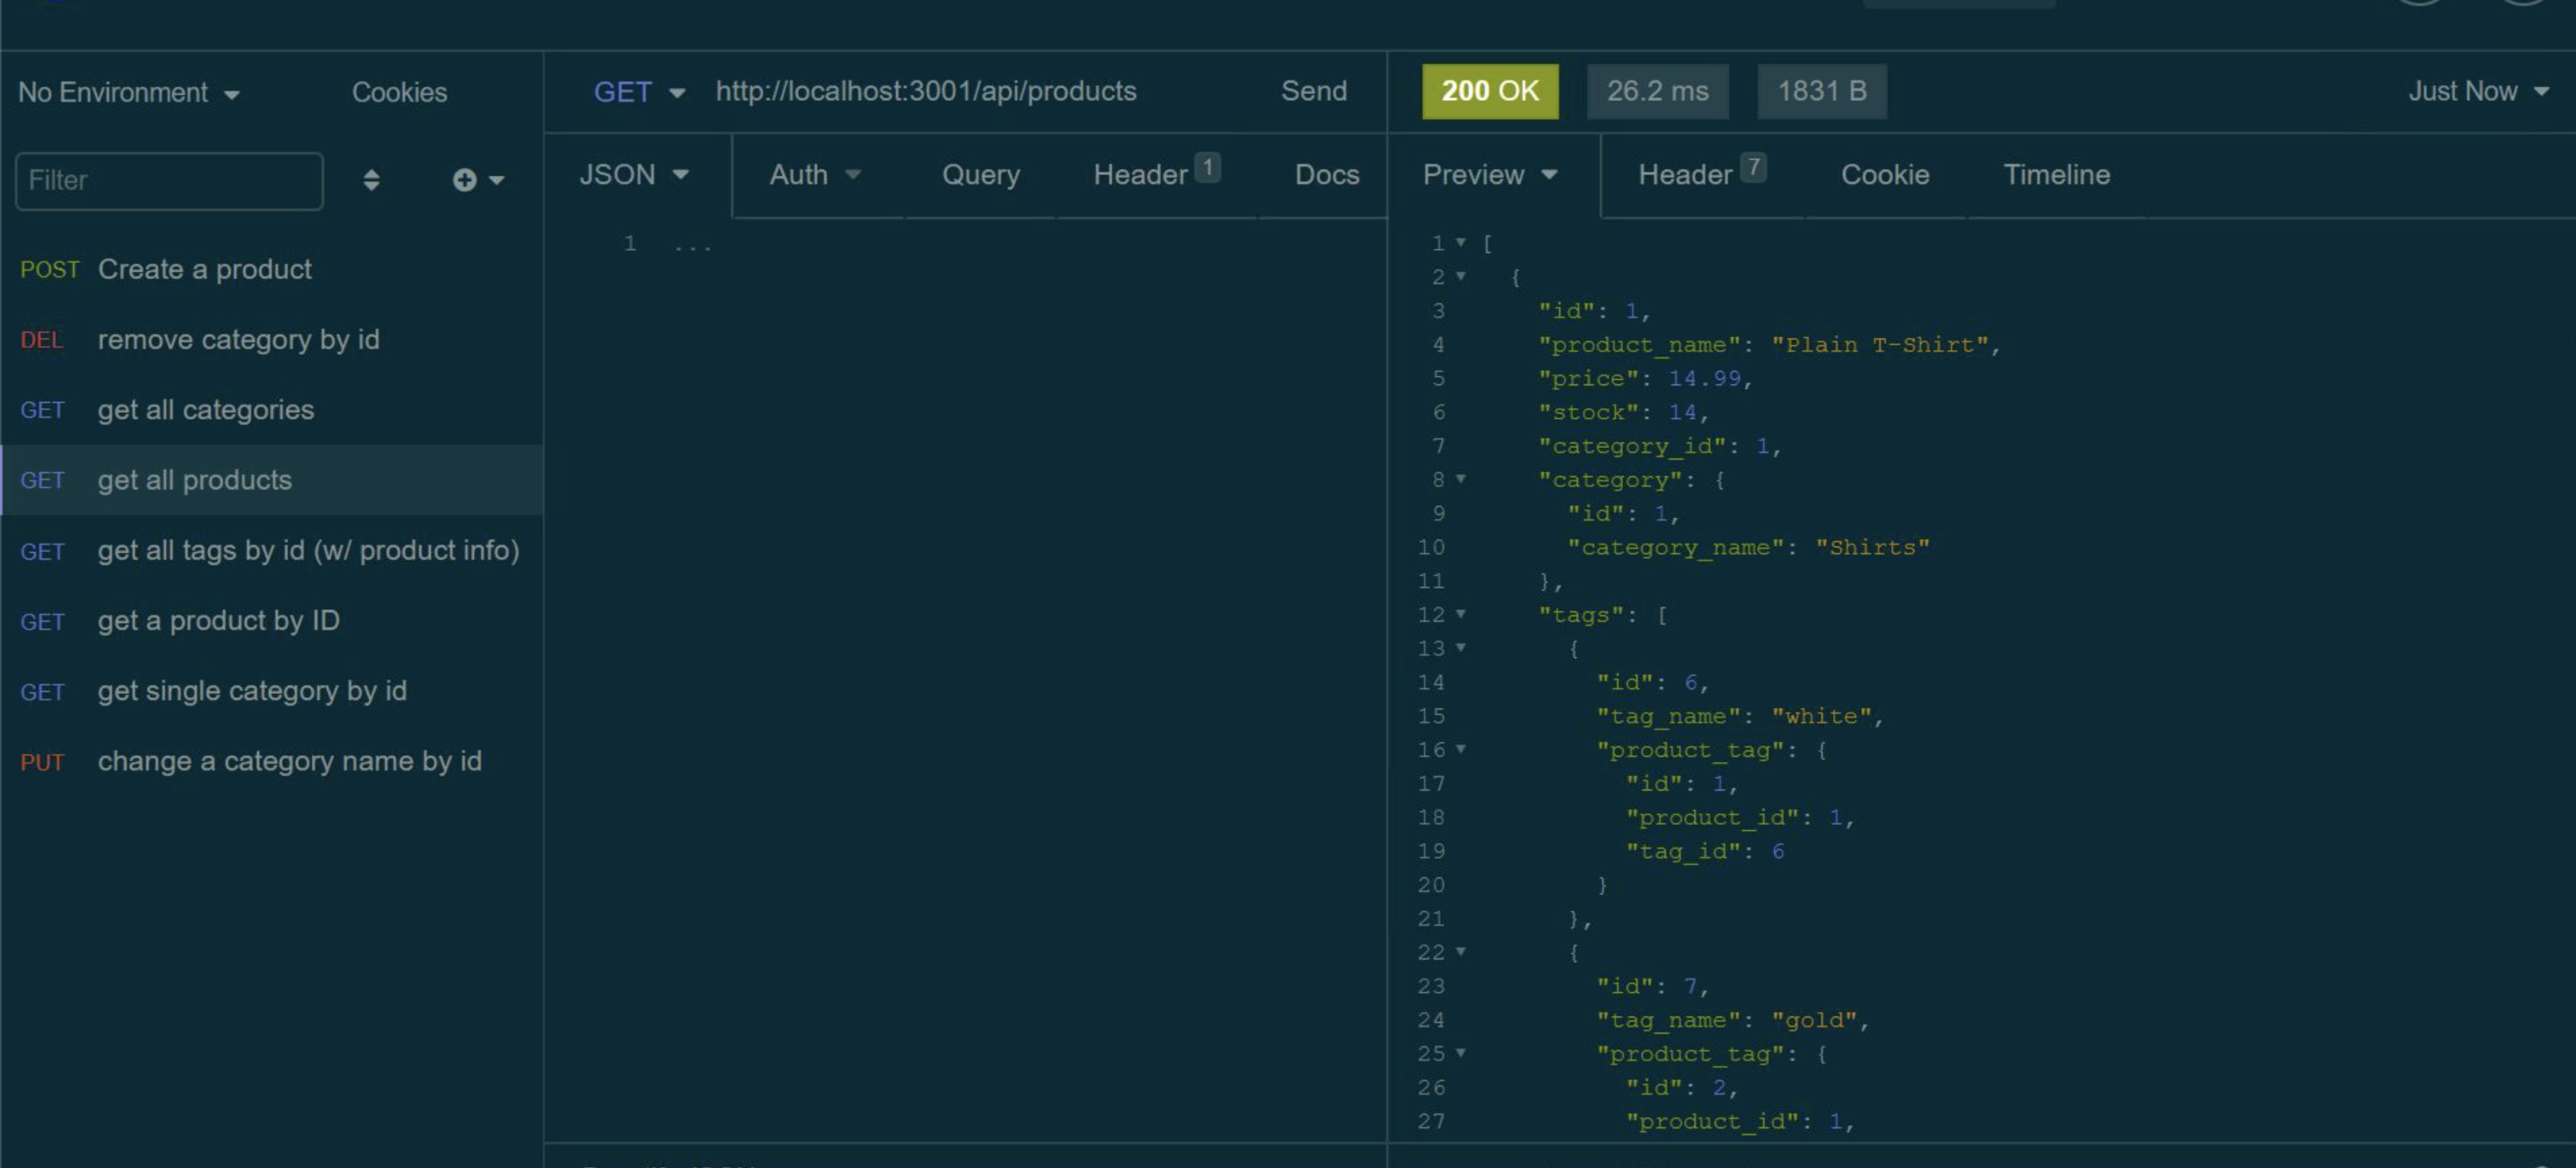 No Environment
Cookies
GET http://localhost:3001/api/products Send
200 OK 26.2 ms 1831 B
Just Now
Filter
JSON Auth Query Header 1 Docs
Preview Header 7 Cookie Timeline
POST Create a product
DEL remove category by id
GET get all categories
GET get all products
GET get all tags by id (w/ product info)
GET get a product by ID
GET get single category by id
PUT change a category name by id
1 ...
1 [
2 {
3 "id": 1,
4 "product_name": "Plain T-Shirt",
5 "price": 14.99,
6 "stock": 14,
7 "category_id": 1,
8 "category": {
9 "id": 1,
10 "category_name": "Shirts"
11 },
12 "tags": [
13 {
14 "id": 6,
15 "tag_name": "white",
16 "product_tag": {
17 "id": 1,
18 "product_id": 1,
19 "tag_id": 6
20 }
21 },
22 {
23 "id": 7,
24 "tag_name": "gold",
25 "product_tag": {
26 "id": 2,
27 "product_id": 1,